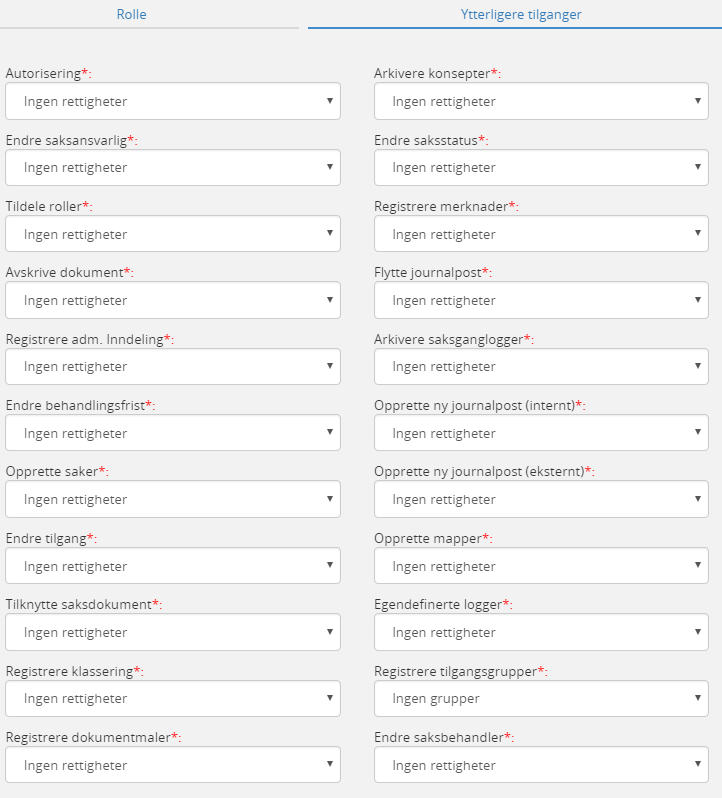 Rolle Ytterligere tilganger
Autorisering*: Arkivere konsepter*:
Ingen rettigheter Ingen rettigheter
Endre saksansvarlig*: Endre saksstatus*:
Ingen rettigheter Ingen rettigheter
Tildele roller*: Registrere merknader*:
Ingen rettigheter Ingen rettigheter
Avskrive dokument*: Flytte journalpost*:
Ingen rettigheter Ingen rettigheter
Registrere adm. Inndeling*: Arkivere saksganglogger*:
Ingen rettigheter Ingen rettigheter
Endre behandlingsfrist*: Opprette ny journalpost (internt)*:
Ingen rettigheter Ingen rettigheter
Opprette saker*: Opprette ny journalpost (eksternt)*:
Ingen rettigheter Ingen rettigheter
Endre tilgang*: Opprette mapper*:
Ingen rettigheter Ingen rettigheter
Tilknytte saksdokument*: Egendefinerte logger*:
Ingen rettigheter Ingen rettigheter
Registrere klassering*: Registrere tilgangsgrupper*:
Ingen rettigheter Ingen grupper
Registrere dokumentmaler*: Endre saksbehandler*:
Ingen rettigheter Ingen rettigheter